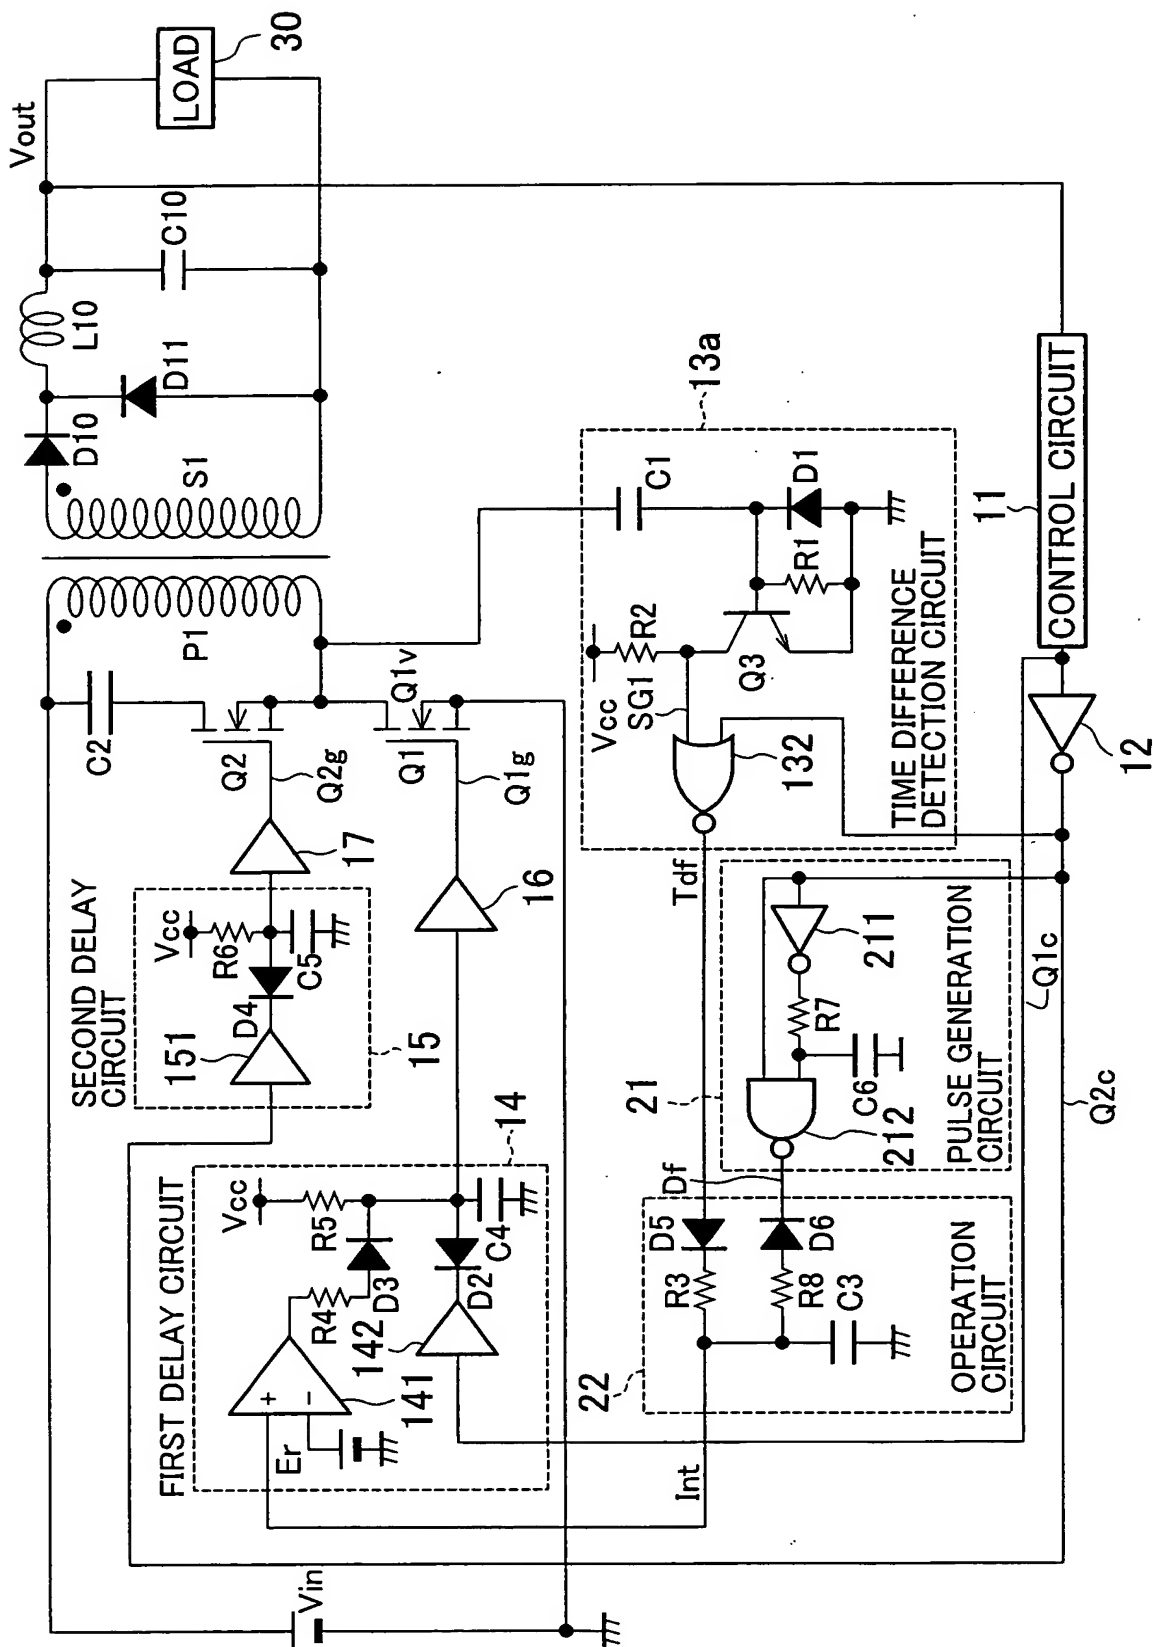 Vin
C2
P1
S1
D10
D11
L10
C10
Vout
LOAD
30
SECOND DELAY
CIRCUIT
Vcc
R6
151
D4
C5
15
17
Q2
Q2g
Q1
Q1v
Q1g
16
FIRST DELAY CIRCUIT
Vcc
R5
R4
D3
142
D2
C4
14
+
-
141
Er
Int
Vcc
R2
SG1
Q3
R1
D1
C1
13a
132
TIME DIFFERENCE
DETECTION CIRCUIT
Tdf
21
211
R7
C6
212
PULSE GENERATION
CIRCUIT
Df
D5
R3
D6
R8
C3
22
OPERATION
CIRCUIT
Q1c
Q2c
12
11
CONTROL CIRCUIT